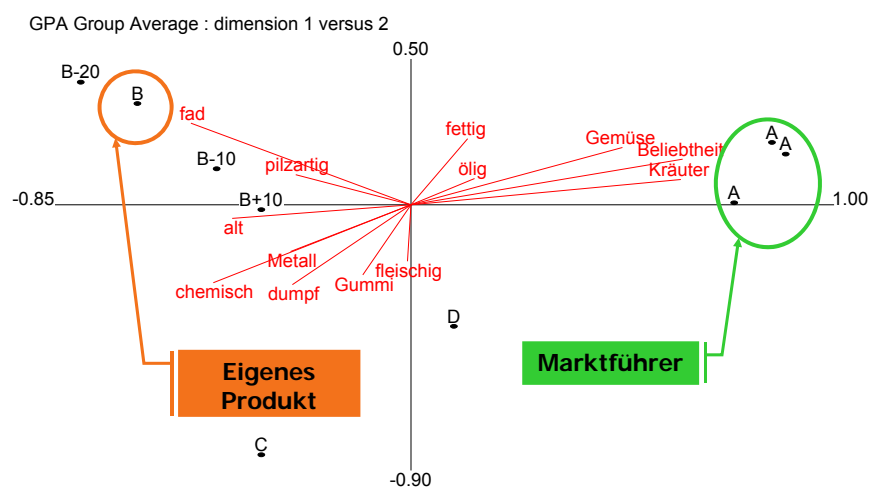 GPA Group Average : dimension 1 versus 2
0.50
B-20
B
fad
fettig
Gemüse
A
A
Beliebtheit
B-10
pilzartig
ölig
Kräuter
A
-0.85
B+10
1.00
alt
Metall
fleischig
chemisch
dumpf
Gummi
D
Eigenes
Produkt
Marktführer
C
-0.90